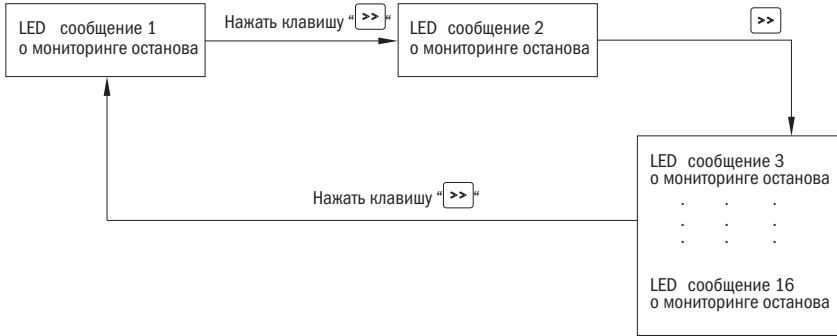 LED сообщение 1
о мониторинге останова
Нажать клавишу “>>“
LED сообщение 2
о мониторинге останова
>>
LED сообщение 3
о мониторинге останова
. . .
. . .
. . .
LED сообщение 16
о мониторинге останова
Нажать клавишу “>>“